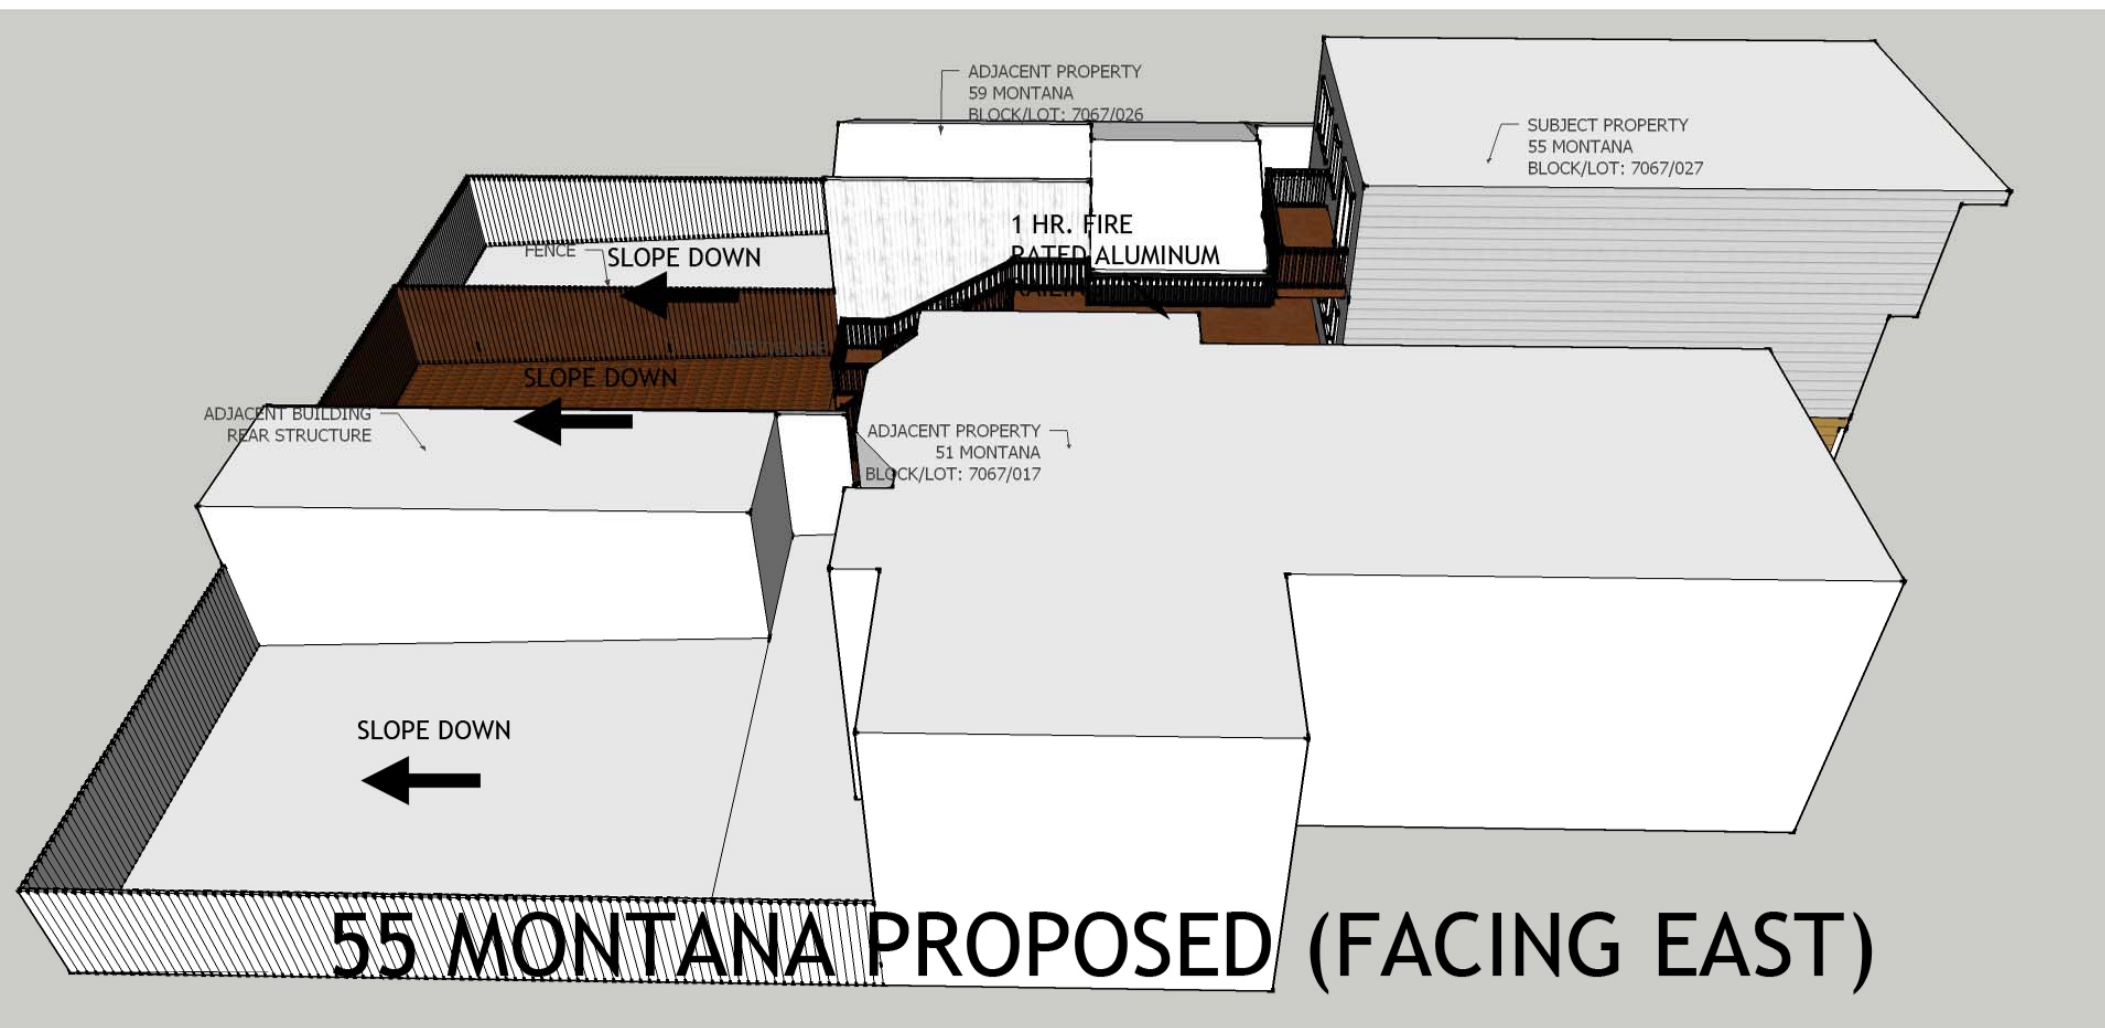 ADJACENT PROPERTY
59 MONTANA
BLOCK/LOT: 7067/026
SUBJECT PROPERTY
55 MONTANA
BLOCK/LOT: 7067/027
1 HR. FIRE
RATED ALUMINUM
RAILING
FENCE
SLOPE DOWN
SLOPE DOWN
ADJACENT BUILDING
REAR STRUCTURE
ADJACENT PROPERTY
51 MONTANA
BLOCK/LOT: 7067/017
SLOPE DOWN
55 MONTANA PROPOSED (FACING EAST)